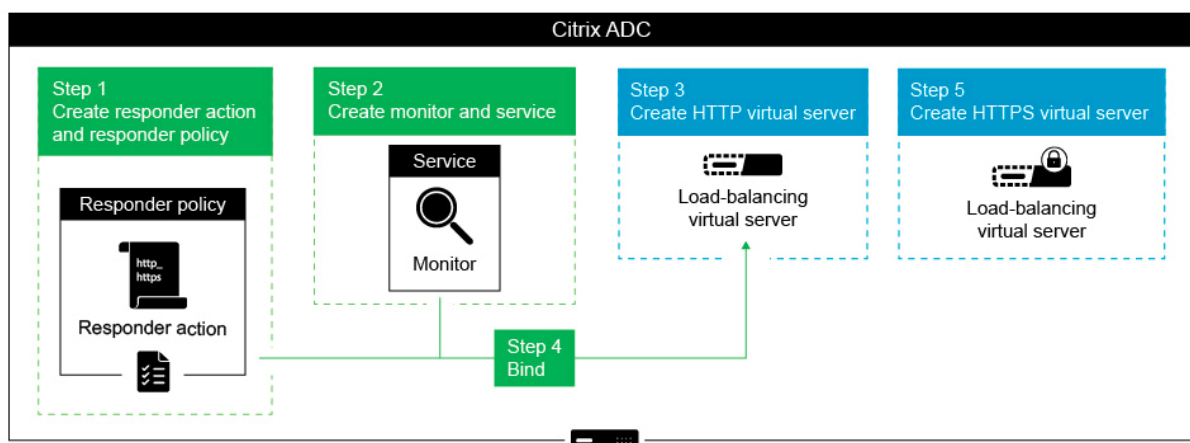 Citrix ADC
Step 1
Create responder action
and responder policy
Step 2
Create monitor and service
Step 3
Create HTTP virtual server
Step 5
Create HTTPS virtual server
Responder policy
http_
https
Responder action
Service
Monitor
Load-balancing
virtual server
Load-balancing
virtual server
Step 4
Bind